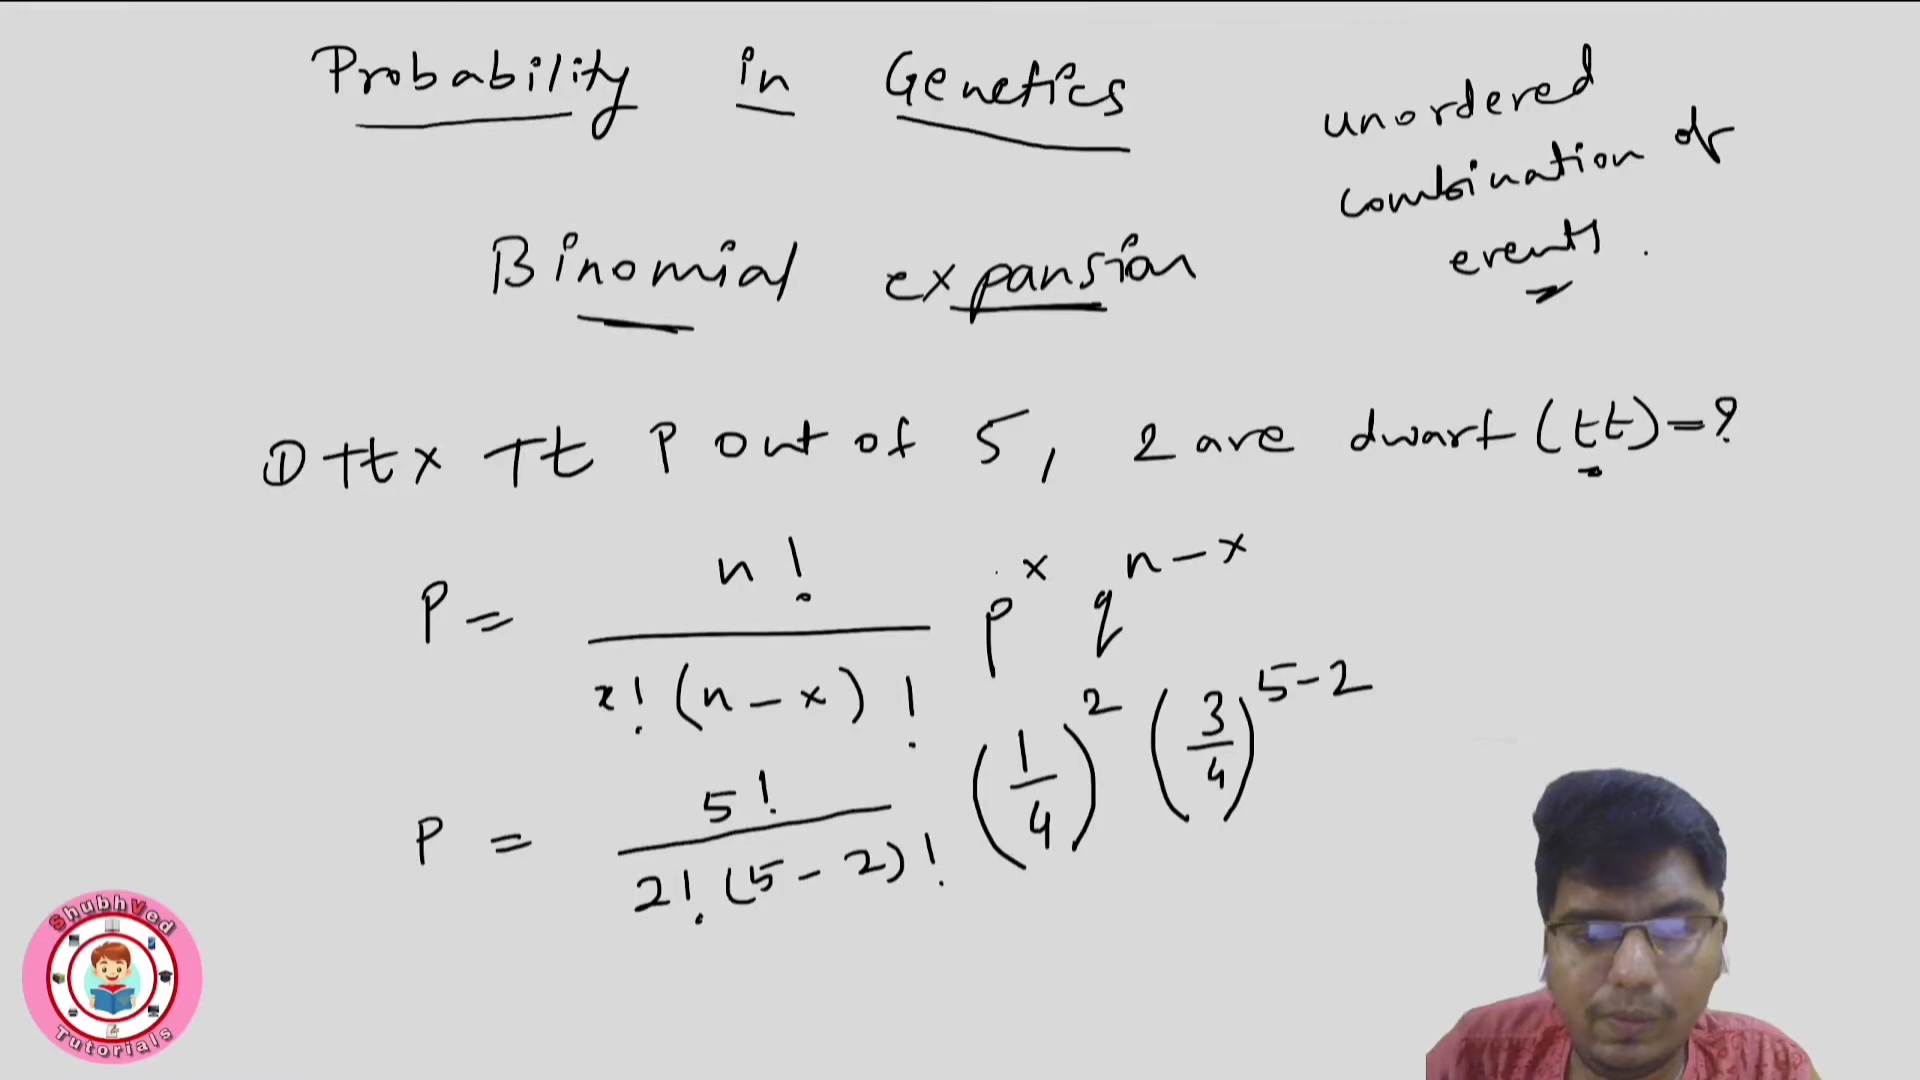 Probability in Genetics
unordered
combination of
events.
Binomial expansion
① Tt x Tt P out of 5, 2 are dwarf (tt) = ?
P = n! / x! (n-x)! p^x q^n-x
P = 5! / 2! (5-2)! (1/4)^2 (3/4)^5-2
ShubhVed
Tutorials